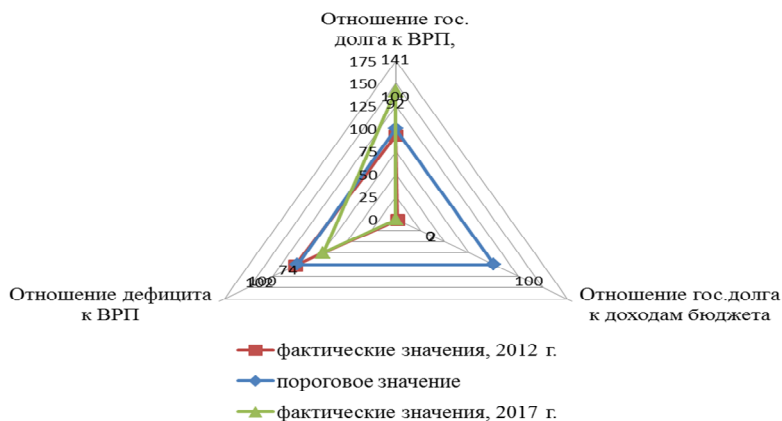 Отношение гос.
долга к ВРП,
175
141
150
125
100
92
100
75
50
25
0
2
74
100
102
100
Отношение дефицита
к ВРП
Отношение гос.долга
к доходам бюджета
фактические значения, 2012 г.
пороговое значение
фактические значения, 2017 г.